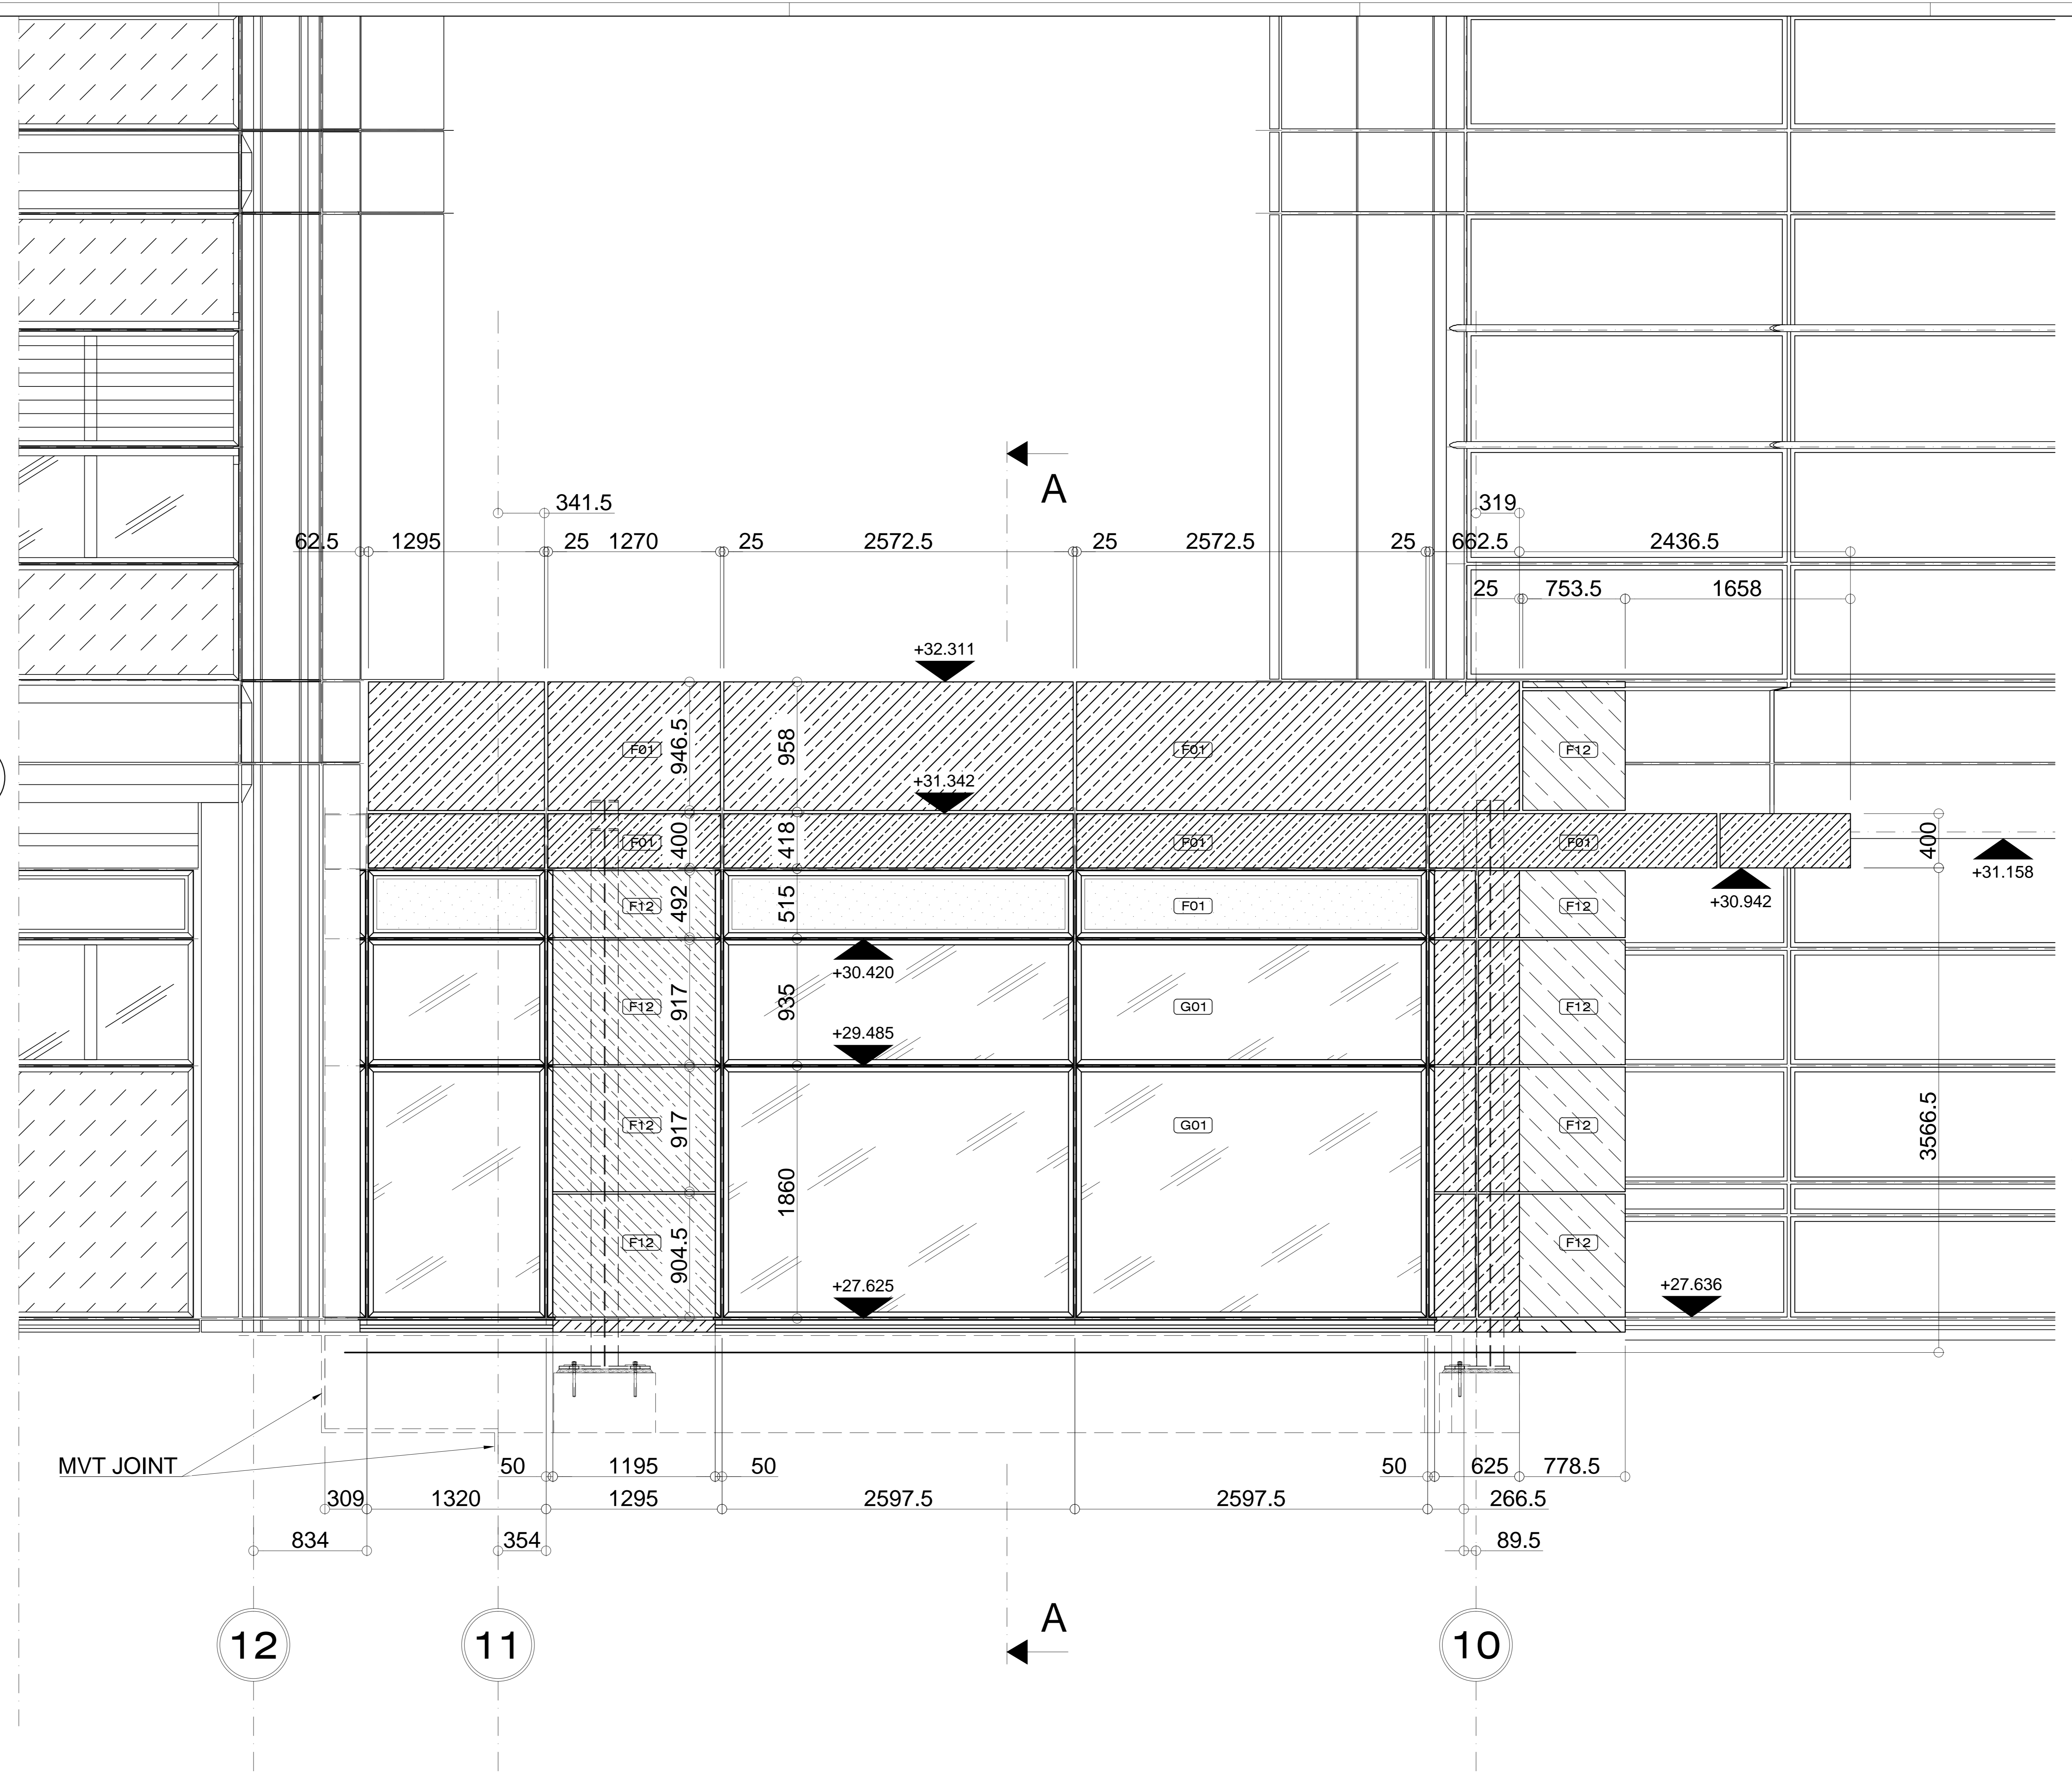 A
341.5
319
62.5 1295 25 1270 25 2572.5 25 2572.5 25 662.5 2436.5
25 753.5 1658
+32.311
946.5
958
F01
F01
F12
+31.342
400
418
F01
F01
F01
400
+31.158
+30.942
492
515
F12
F01
F12
+30.420
917
935
F12
G01
F12
+29.485
3566.5
917
F12
G01
F12
1860
904.5
F12
F12
+27.625
+27.636
MVT JOINT
50 1195 50 50 625 778.5
309 1320 1295 2597.5 2597.5 266.5
834 354 89.5
A
12 11 10